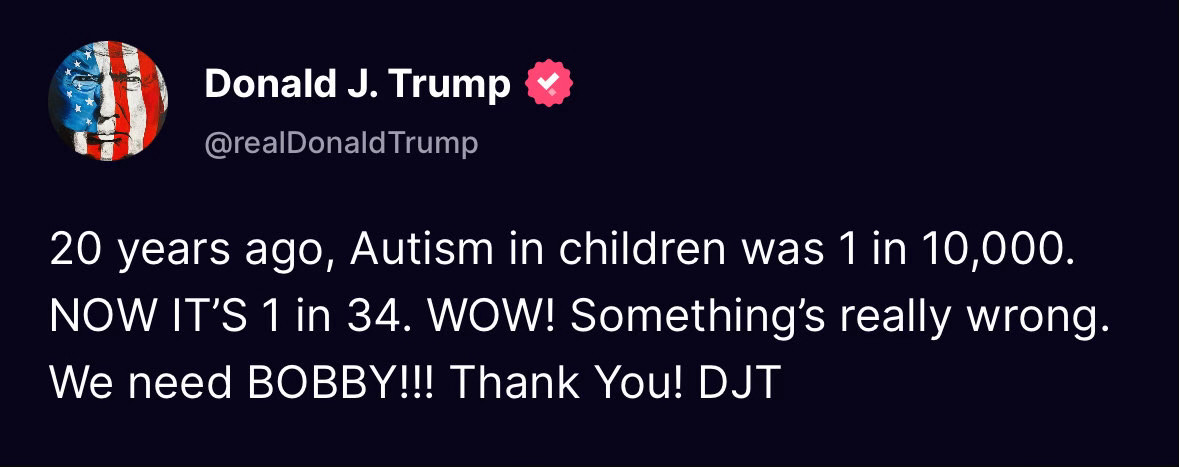 Donald J. Trump
@realDonaldTrump
20 years ago, Autism in children was 1 in 10,000.
NOW IT’S 1 in 34. WOW! Something’s really wrong.
We need BOBBY!!! Thank You! DJT